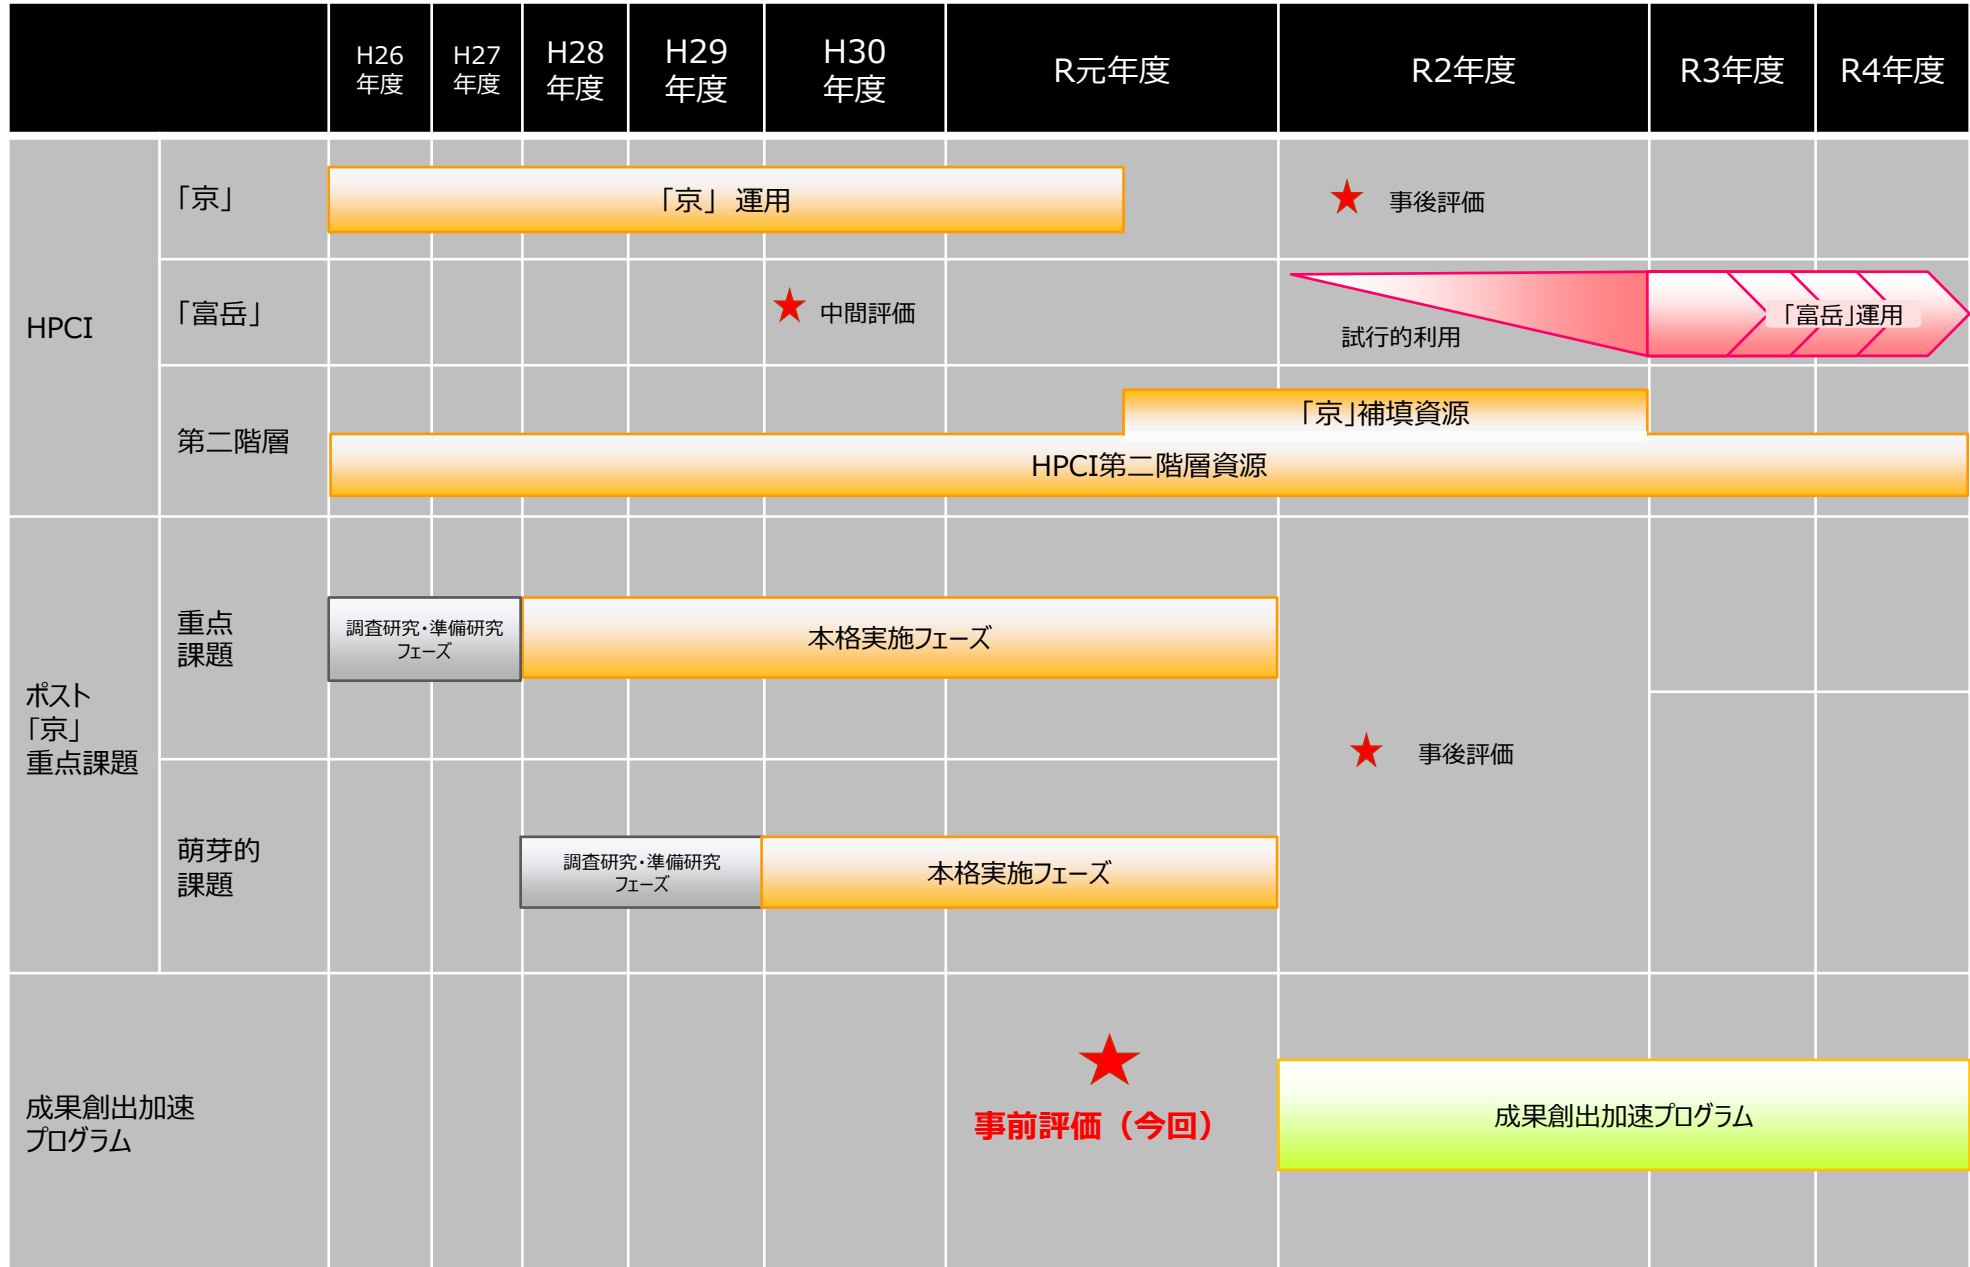 H26
年度
H27
年度
H28
年度
H29
年度
H30
年度
R元年度
R2年度
R3年度
R4年度
HPCI
「京」
「京」 運用
事後評価
「富岳」
中間評価
試行的利用
「富岳」運用
第二階層
「京」補填資源
HPCI第二階層資源
ポスト
「京」
重点課題
重点
課題
調査研究・準備研究
フェーズ
本格実施フェーズ
事後評価
萌芽的
課題
調査研究・準備研究
フェーズ
本格実施フェーズ
成果創出加速
プログラム
事前評価（今回）
成果創出加速プログラム